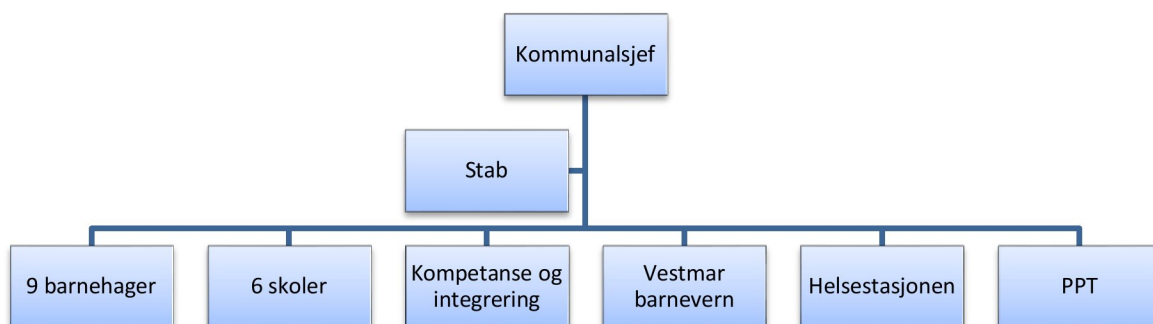 Kommunalsjef
Stab
9 barnehager
6 skoler
Kompetanse og
integrering
Vestmar
barnevern
Helsestasjonen
PPT